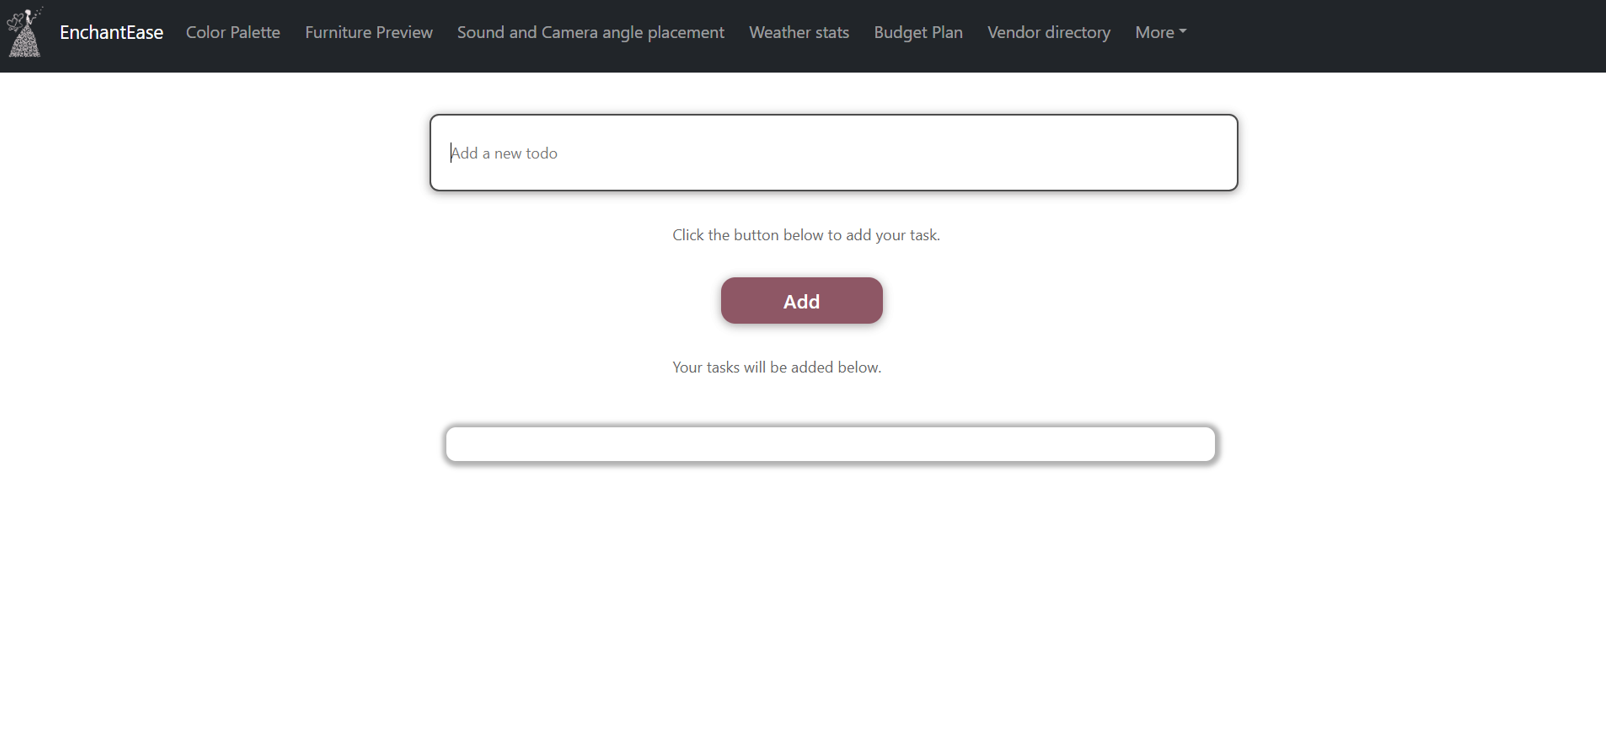 EnchantEase Color Palette Furniture Preview Sound and Camera angle placement Weather stats Budget Plan Vendor directory More
Add a new todo
Click the button below to add your task.
Add
Your tasks will be added below.